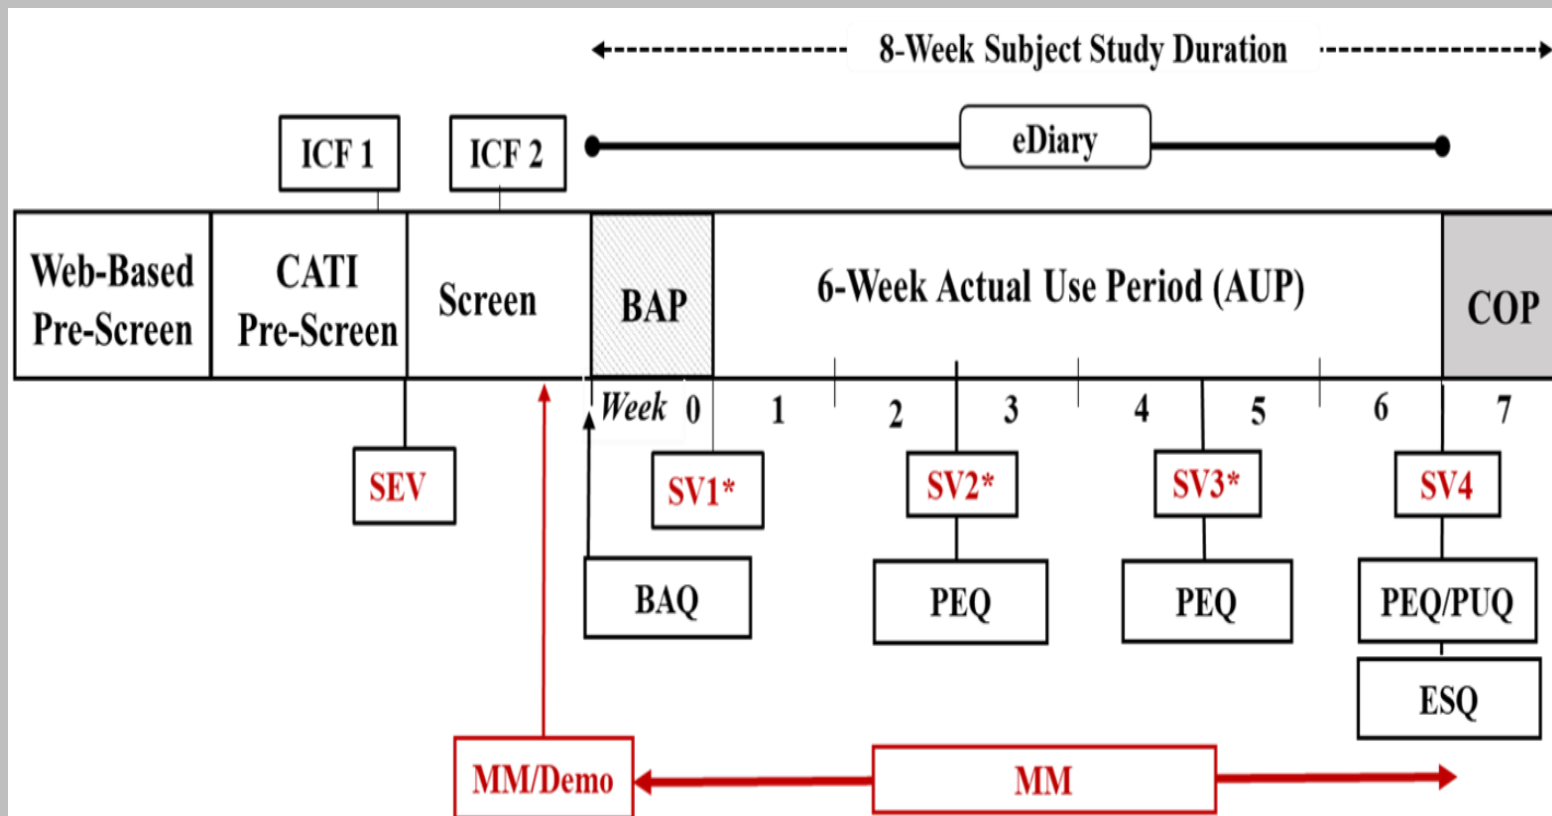 8-Week Subject Study Duration
eDiary
ICF 1
ICF 2
Web-Based
Pre-Screen
CATI
Pre-Screen
Screen
BAP
6-Week Actual Use Period (AUP)
COP
Week 0 1 2 3 4 5 6 7
SEV
SV1*
SV2*
SV3*
SV4
BAQ
PEQ
PEQ
PEQ/PUQ
ESQ
MM/Demo
MM